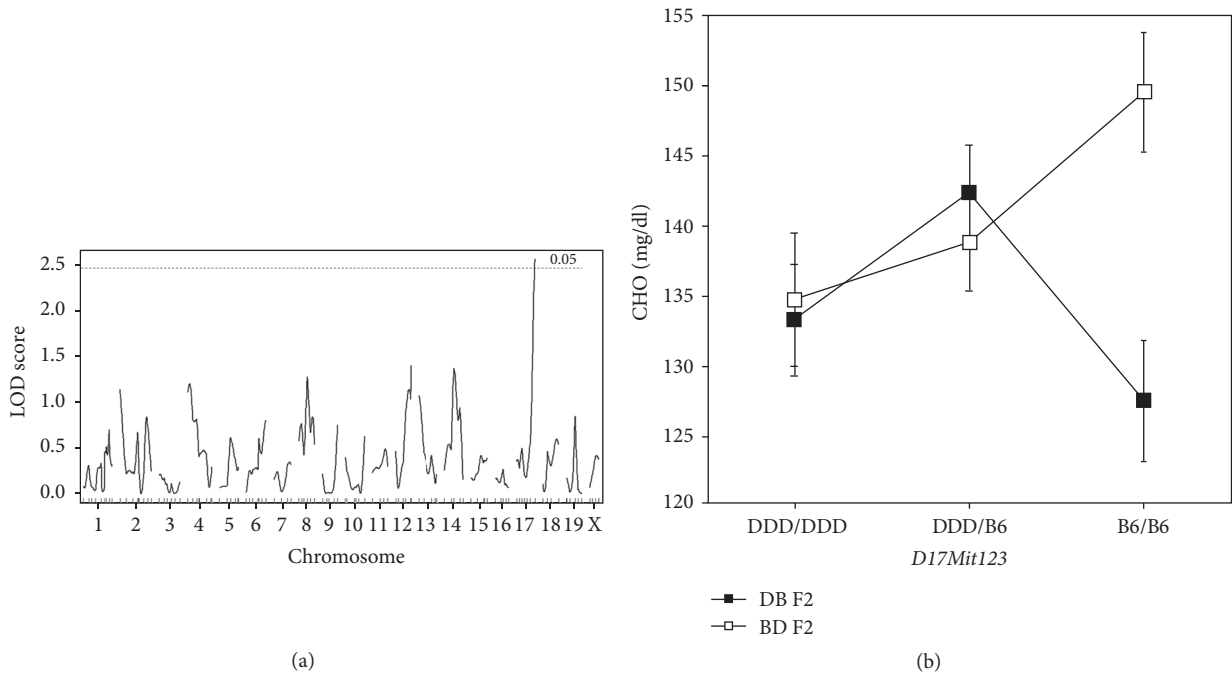 2.5
2.0
1.5
1.0
0.5
0.0
LOD score
0.05
1 2 3 4 5 6 7 8 9 10 11 12 13 14 15 16 17 18 19 X
Chromosome
(a)
155
150
145
140
135
130
125
120
CHO (mg/dl)
DDD/DDD DDD/B6 B6/B6
D17Mit123
DB F2
BD F2
(b)